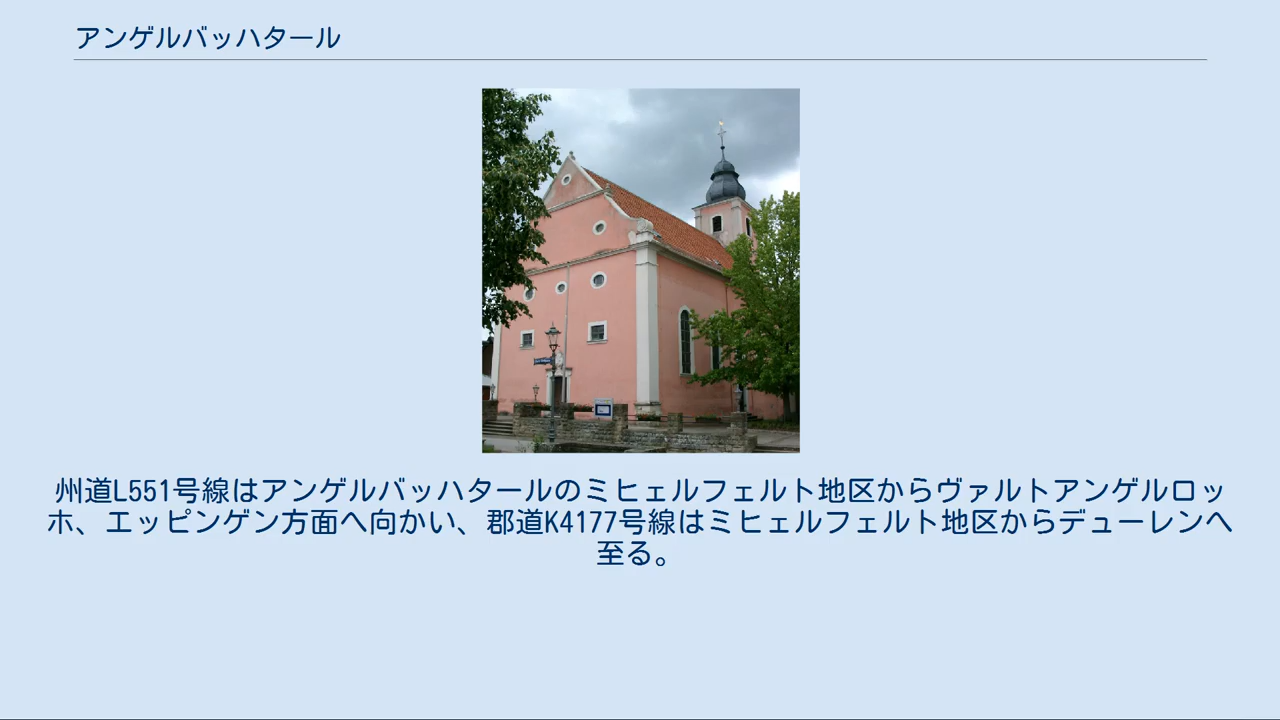 アンゲルバッハタール
州道L551号線はアンゲルバッハタールのミヒェルフェルト地区からヴァルトアンゲルロッ
ホ、エッピンゲン方面へ向かい、郡道K4177号線はミヒェルフェルト地区からデューレンへ
至る。